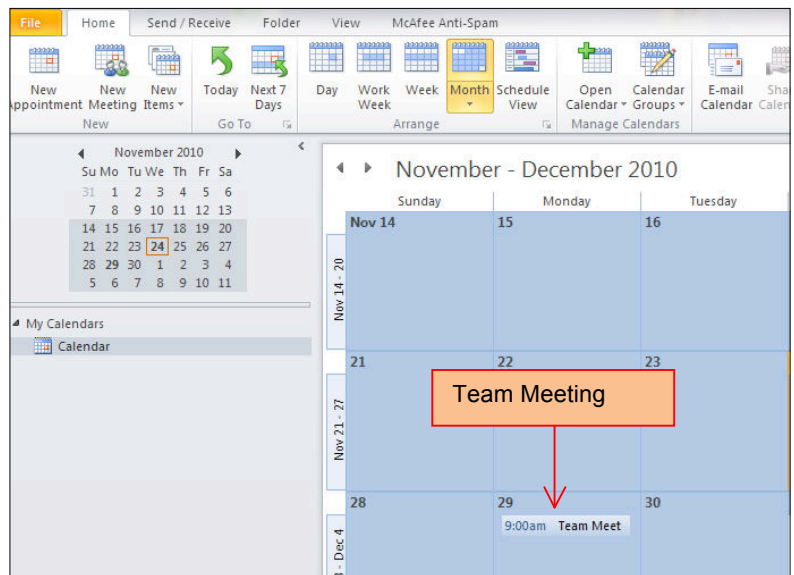 File Home Send / Receive Folder View McAfee Anti-Spam
New New New Today Next 7 Day Work Week Month Schedule Open Calendar E-mail
Appointment Meeting Items Days Week View Calendar Groups Calendar
New Go To Arrange Manage Calendars
November 2010
Su Mo Tu We Th Fr Sa
31 1 2 3 4 5 6
7 8 9 10 11 12 13
14 15 16 17 18 19 20
21 22 23 24 25 26 27
28 29 30 1 2 3 4
5 6 7 8 9 10 11
My Calendars
Calendar
November - December 2010
Sunday Monday Tuesday
Nov 14 15 16
Nov 14 - 20
21 22 23
Team Meeting
Nov 21 - 27
28 29 30
9:00am Team Meet
- Dec 4